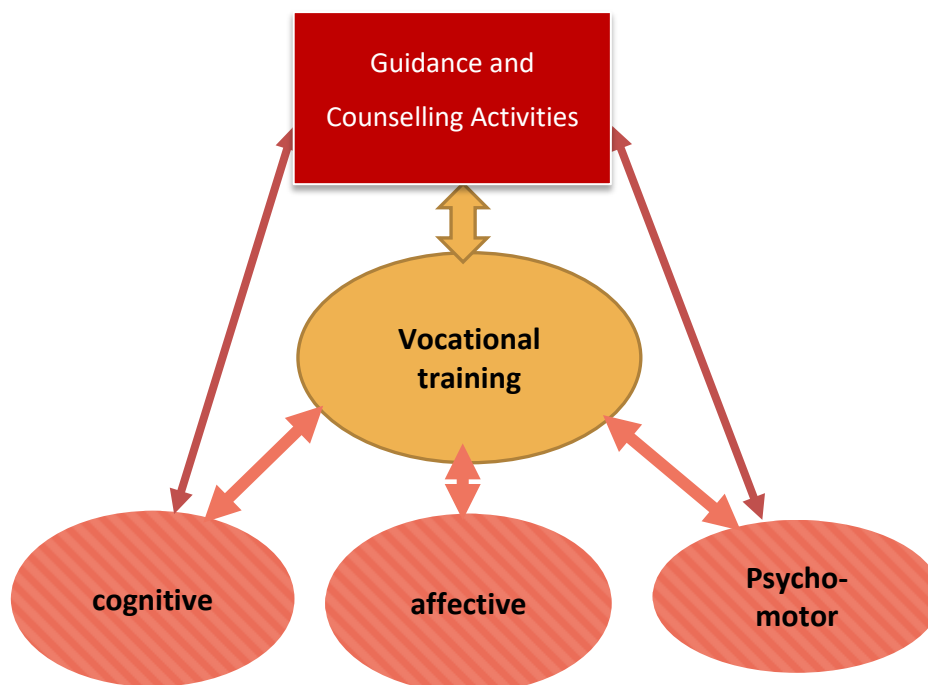 Guidance and
Counselling Activities
Vocational
training
cognitive
affective
Psycho-
motor